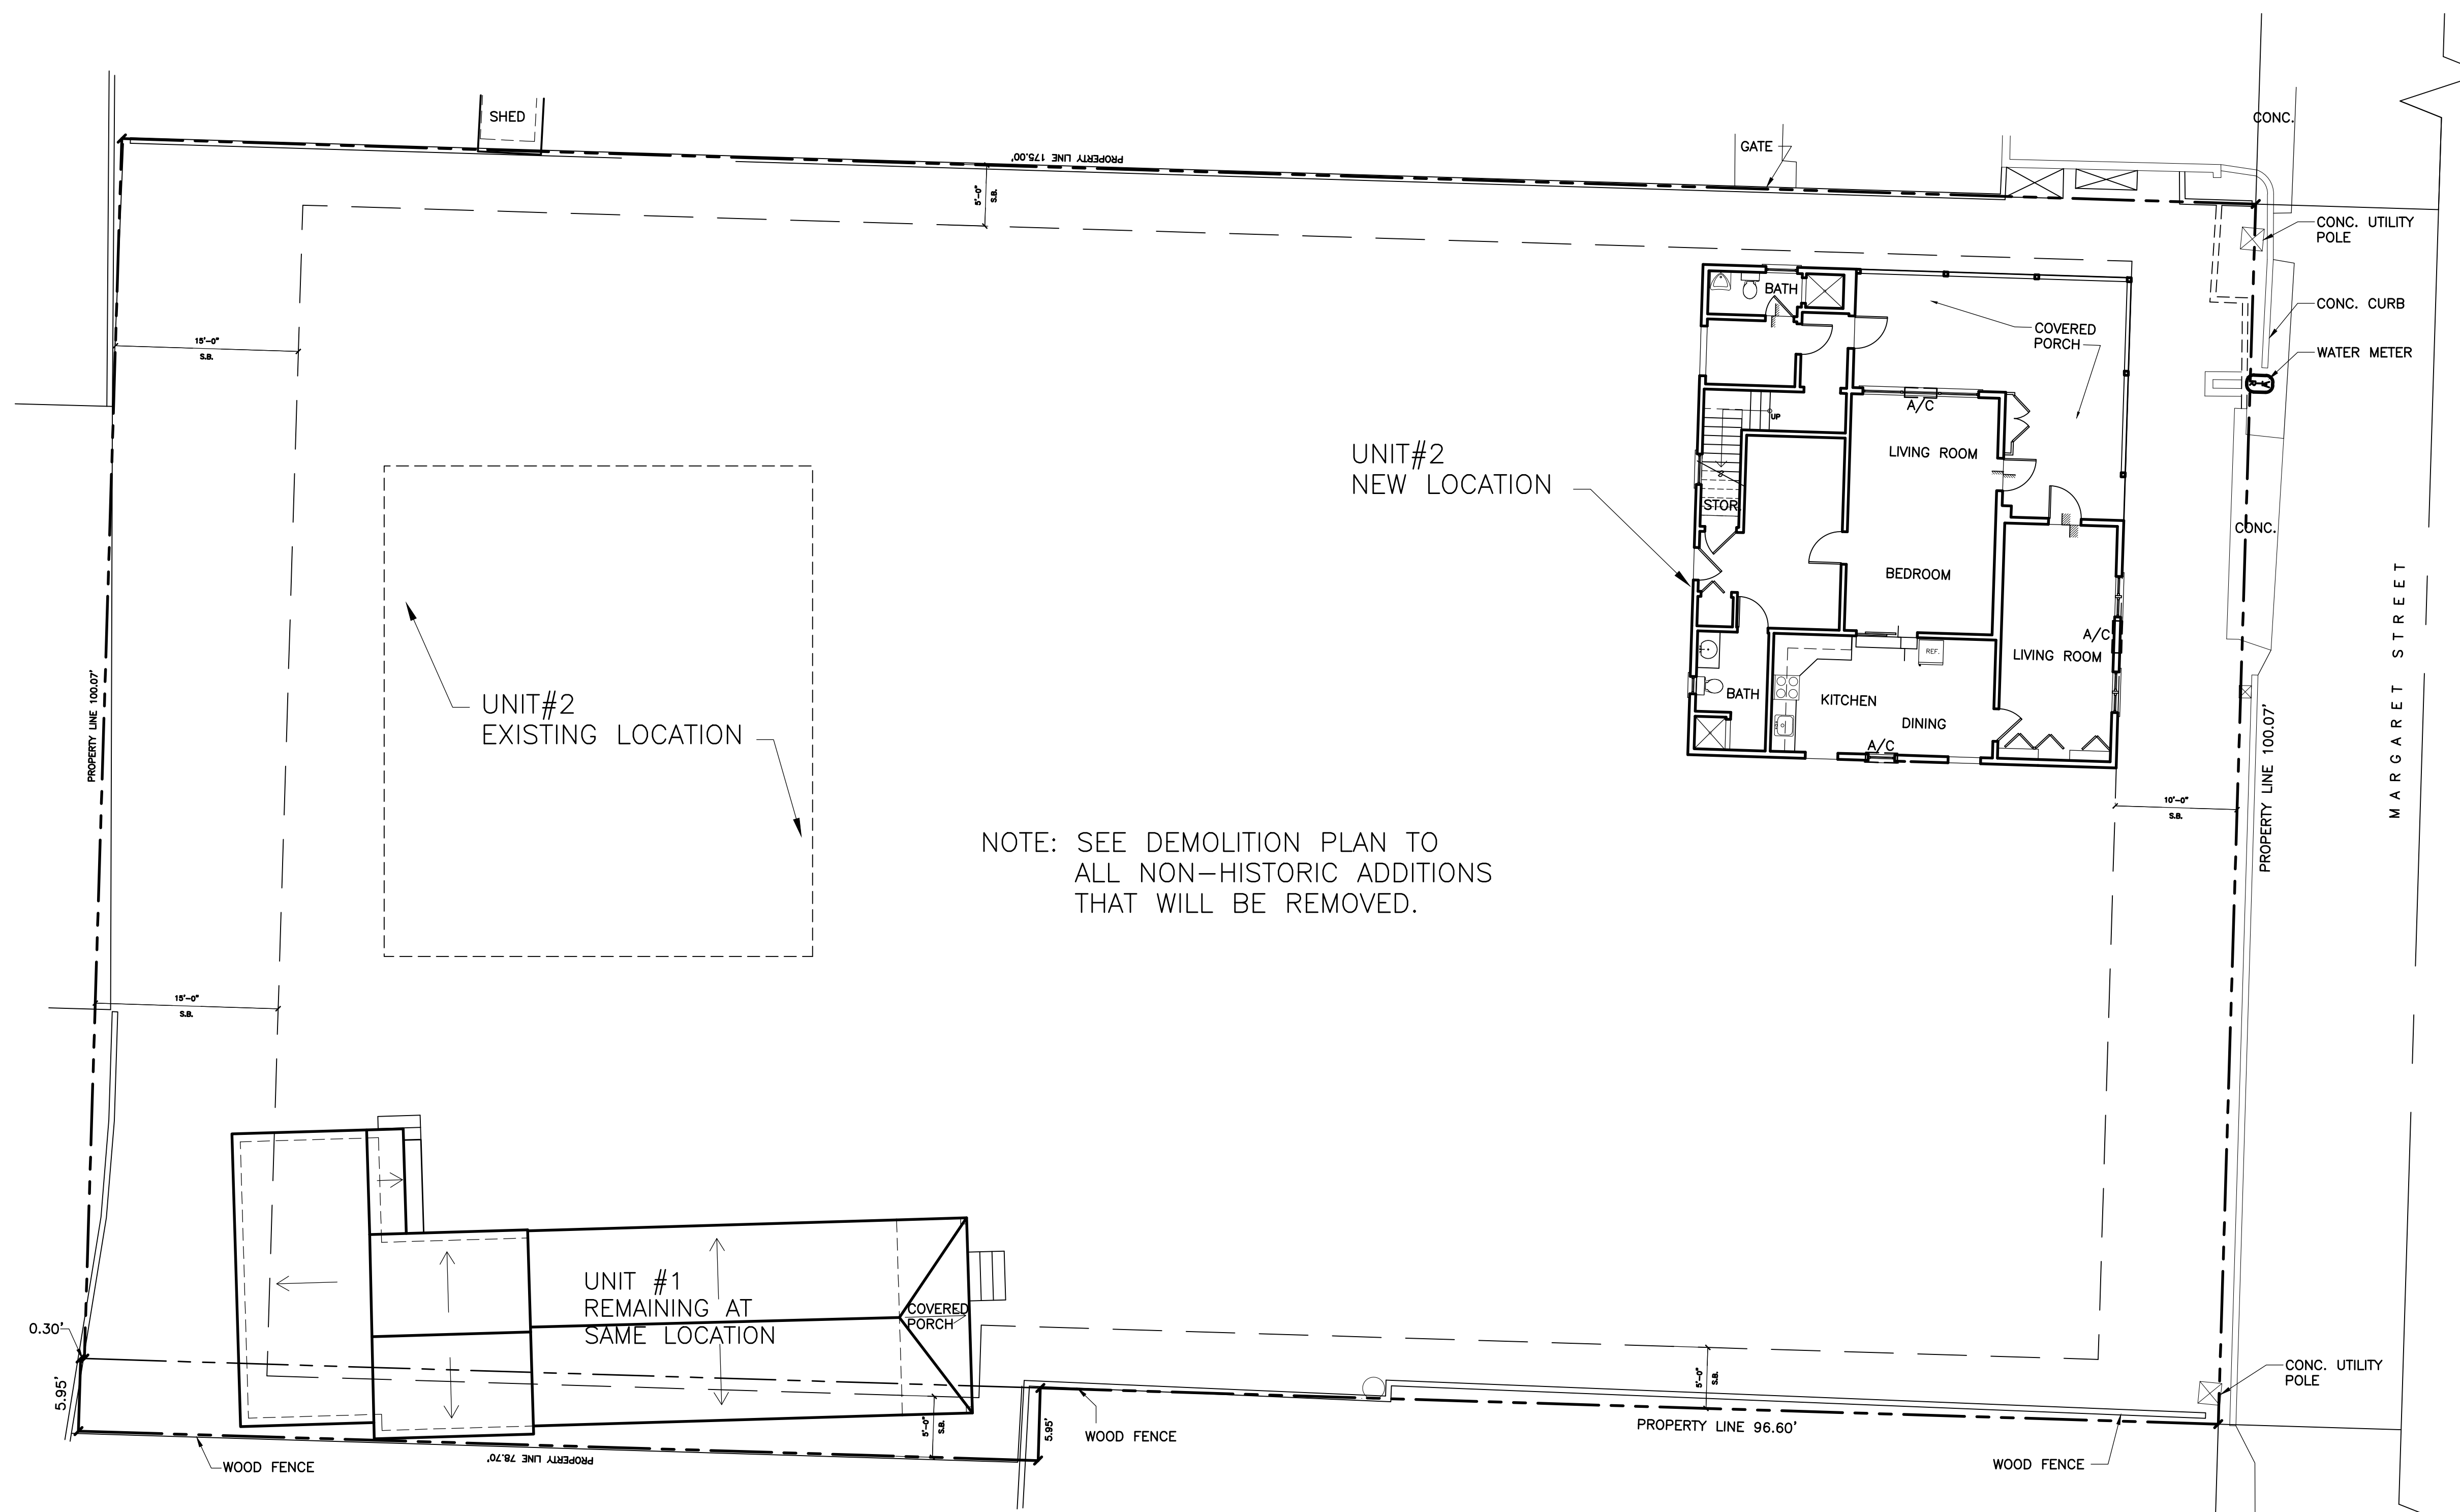 CONC.
SHED
GATE
PROPERTY LINE 175.00'
5'-0"
S.B.
CONC. UTILITY
POLE
BATH
CONC. CURB
COVERED
PORCH
15'-0"
S.B.
WATER METER
A/C
UP
UNIT#2
NEW LOCATION
LIVING ROOM
STOR.
CONC.
BEDROOM
MARGARET STREET
A/C
REF.
LIVING ROOM
PROPERTY LINE 100.07'
UNIT#2
EXISTING LOCATION
BATH
KITCHEN
DINING
A/C
PROPERTY LINE 100.07'
10'-0"
S.B.
NOTE: SEE DEMOLITION PLAN TO
ALL NON-HISTORIC ADDITIONS
THAT WILL BE REMOVED.
15'-0"
S.B.
UNIT #1
REMAINING AT
SAME LOCATION
COVERED
PORCH
0.30'
5.95'
5'-0"
S.B.
CONC. UTILITY
POLE
5'-0"
S.B.
5.95'
WOOD FENCE
PROPERTY LINE 96.60'
PROPERTY LINE 78.70'
WOOD FENCE
WOOD FENCE